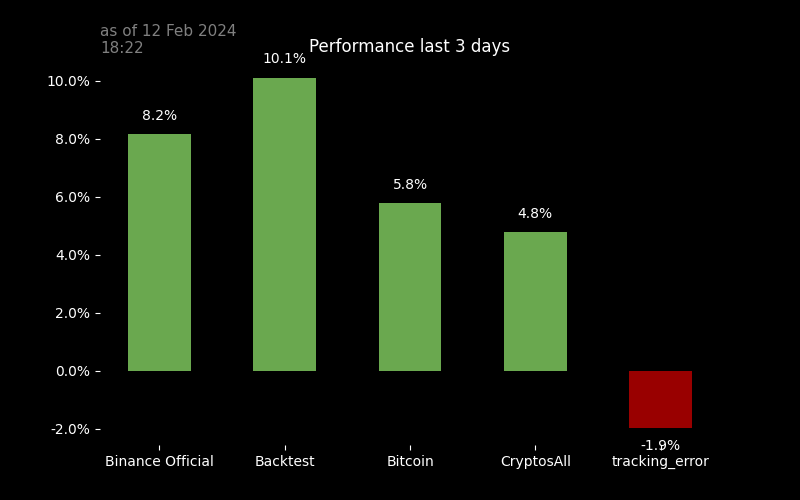 as of 12 Feb 2024
18:22
Performance last 3 days
10.1%
10.0%
8.2%
8.0%
5.8%
6.0%
4.8%
4.0%
2.0%
0.0%
-2.0%
-1.9%
Binance Official
Backtest
Bitcoin
CryptosAll
tracking_error